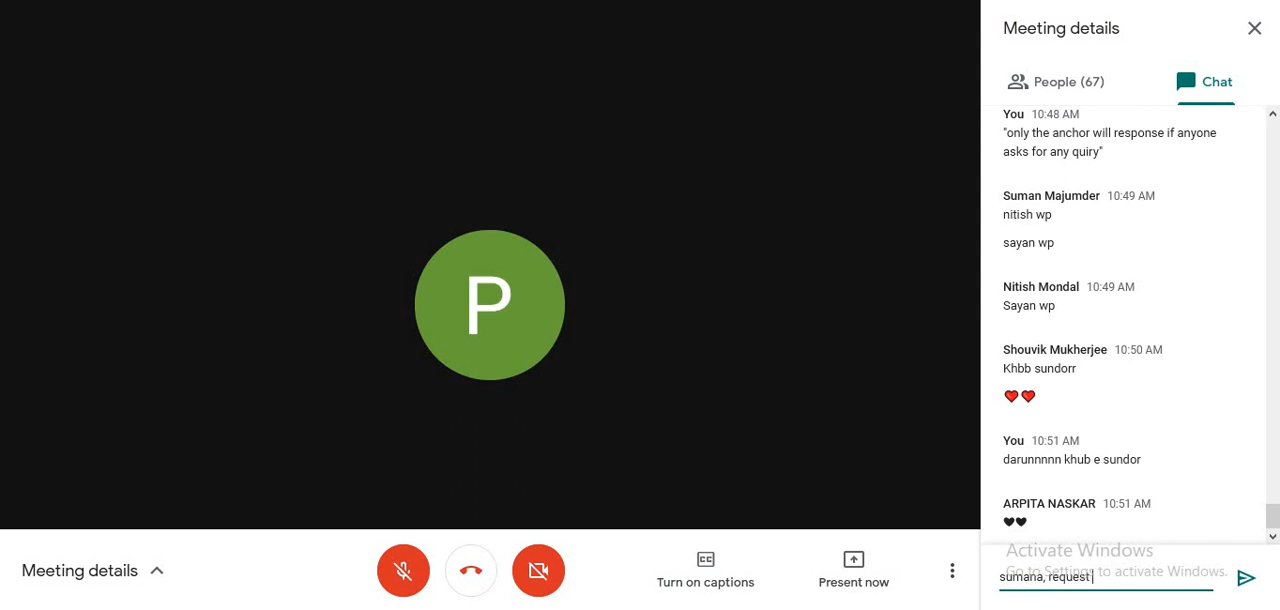 P
Meeting details
Turn on captions
Present now
Meeting details
People (67)
Chat
You 10:48 AM
"only the anchor will response if anyone
asks for any quiry"
Suman Majumder 10:49 AM
nitish wp
sayan wp
Nitish Mondal 10:49 AM
Sayan wp
Shouvik Mukherjee 10:50 AM
Khbb sundorr
You 10:51 AM
darunnnnn khub e sundor
ARPITA NASKAR 10:51 AM
Activate Windows
Go to Settings to activate Windows.
sumana, request